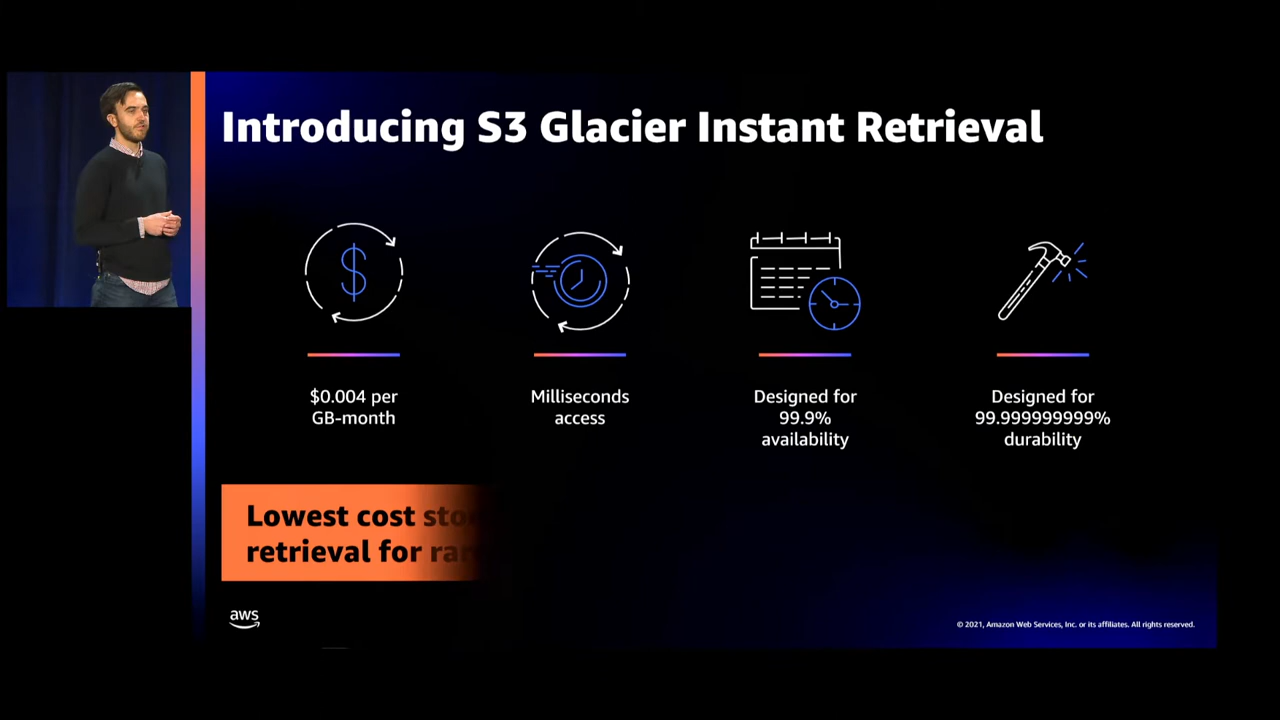 Introducing S3 Glacier Instant Retrieval
$0.004 per
GB-month
Milliseconds
access
Designed for
99.9%
availability
Designed for
99.999999999%
durability
Lowest cost
retrieval for
aws
© 2021, Amazon Web Services, Inc. or its affiliates. All rights reserved.